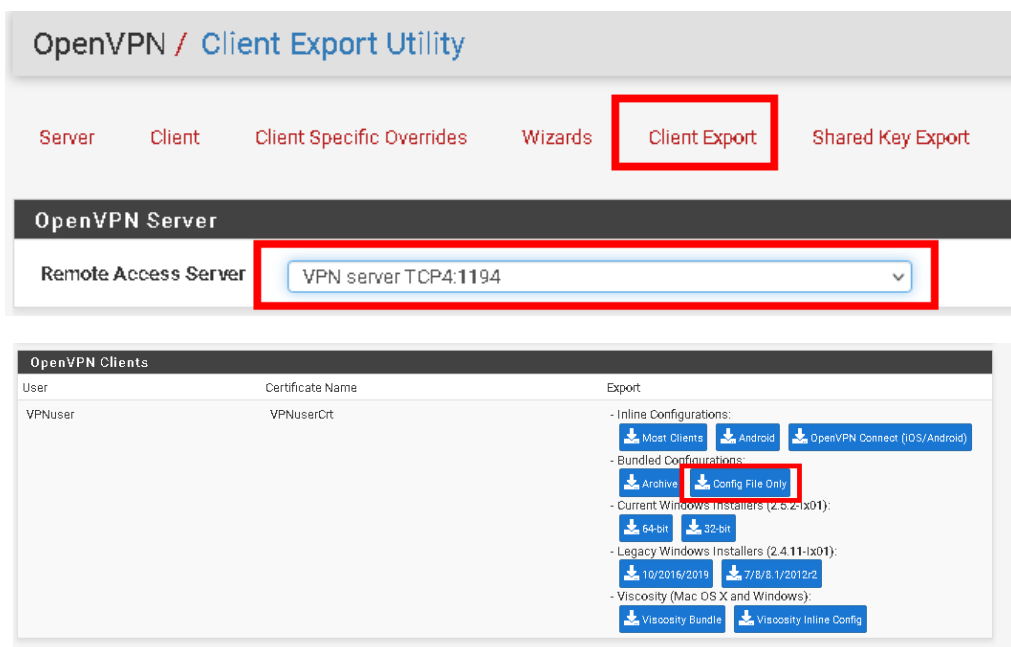 OpenVPN / Client Export Utility
Server Client Client Specific Overrides Wizards Client Export Shared Key Export
OpenVPN Server
Remote Access Server VPN server TCP4:1194
OpenVPN Clients
User Certificate Name Export
VPNuser VPNuserCrt - Inline Configurations:
Most Clients Android OpenVPN Connect (iOS/Android)
- Bundled Configurations:
Archive Config File Only
- Current Windows Installers (2.5.2-Ix01):
64-bit 32-bit
- Legacy Windows Installers (2.4.11-Ix01):
10/2016/2019 7/8/8.1/2012r2
- Viscosity (Mac OS X and Windows):
Viscosity Bundle Viscosity Inline Config